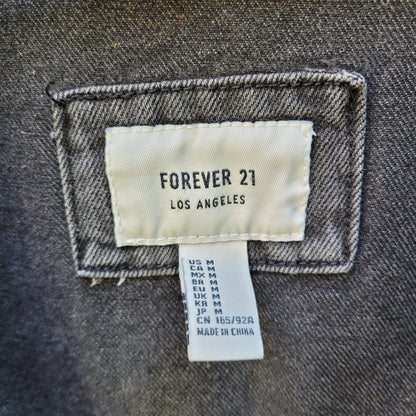 FOREVER 21
LOS ANGELES
US M
CA M
MX M
BR M
EU M
UK M
KR M
JP M
CN 165/92A
MADE IN CHINA